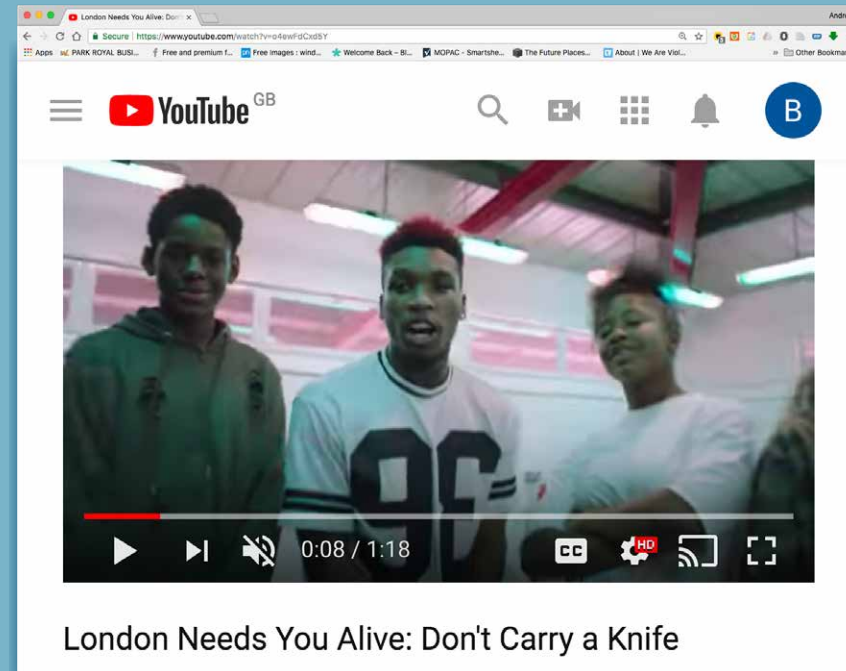 London Needs You Alive: Don'
Andre
Secure https://www.youtube.com/watch?v=o4ewFdCxd5Y
Apps PARK ROYAL BUSI... Free and premium f... Free images : wind... Welcome Back – Bl... MOPAC - Smartshe... The Future Places... About | We Are Viol... » Other Bookmar
YouTube GB
B
96
0:08 / 1:18 CC HD
London Needs You Alive: Don't Carry a Knife